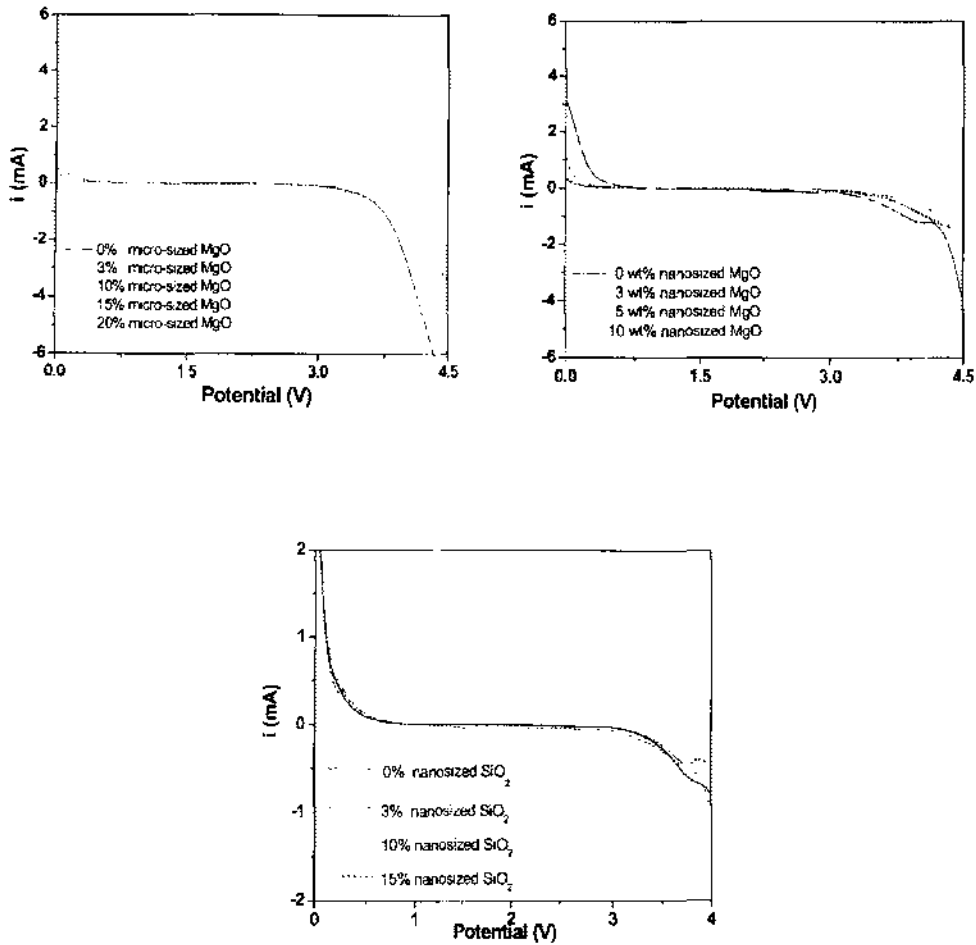 6
4
2
0
-2
-4
-6
i (mA)
0% micro-sized MgO
3% micro-sized MgO
10% micro-sized MgO
15% micro-sized MgO
20% micro-sized MgO
0.0 1.5 3.0 4.5
Potential (V)
6
4
2
0
-2
-4
-6
i (mA)
0 wt% nanosized MgO
3 wt% nanosized MgO
5 wt% nanosized MgO
10 wt% nanosized MgO
0.0 1.5 3.0 4.5
Potential (V)
2
1
0
-1
-2
i (mA)
0% nanosized SiO₂
3% nanosized SiO₂
10% nanosized SiO₂
15% nanosized SiO₂
0 1 2 3 4
Potential (V)